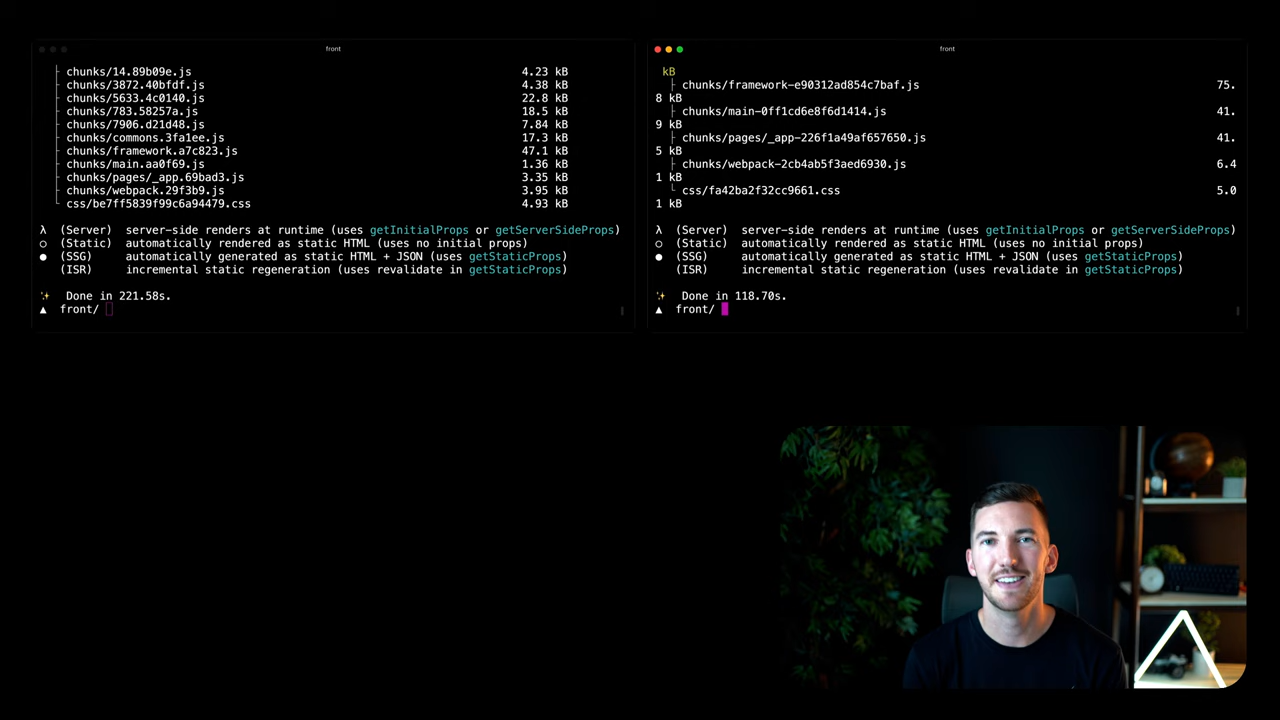 front
├ chunks/14.89b09e.js 4.23 kB
├ chunks/3872.40bfdf.js 4.38 kB
├ chunks/5633.4c0140.js 22.8 kB
├ chunks/783.58257a.js 18.5 kB
├ chunks/7906.d21d48.js 7.84 kB
├ chunks/commons.3fa1ee.js 17.3 kB
├ chunks/framework.a7c823.js 47.1 kB
├ chunks/main.aa0f69.js 1.36 kB
├ chunks/pages/_app.69bad3.js 3.35 kB
├ chunks/webpack.29f3b9.js 3.95 kB
└ css/be7ff5839f99c6a94479.css 4.93 kB
λ (Server) server-side renders at runtime (uses getInitialProps or getServerSideProps)
○ (Static) automatically rendered as static HTML (uses no initial props)
● (SSG) automatically generated as static HTML + JSON (uses getStaticProps)
(ISR) incremental static regeneration (uses revalidate in getStaticProps)
✨ Done in 221.58s.
▲ front/
front
kB
├ chunks/framework-e90312ad854c7baf.js 75.
8 kB
├ chunks/main-0ff1cd6e8f6d1414.js 41.
9 kB
├ chunks/pages/_app-226f1a49af657650.js 41.
5 kB
├ chunks/webpack-2cb4ab5f3aed6930.js 6.4
1 kB
└ css/fa42ba2f32cc9661.css 5.0
1 kB
λ (Server) server-side renders at runtime (uses getInitialProps or getServerSideProps)
○ (Static) automatically rendered as static HTML (uses no initial props)
● (SSG) automatically generated as static HTML + JSON (uses getStaticProps)
(ISR) incremental static regeneration (uses revalidate in getStaticProps)
✨ Done in 118.70s.
▲ front/